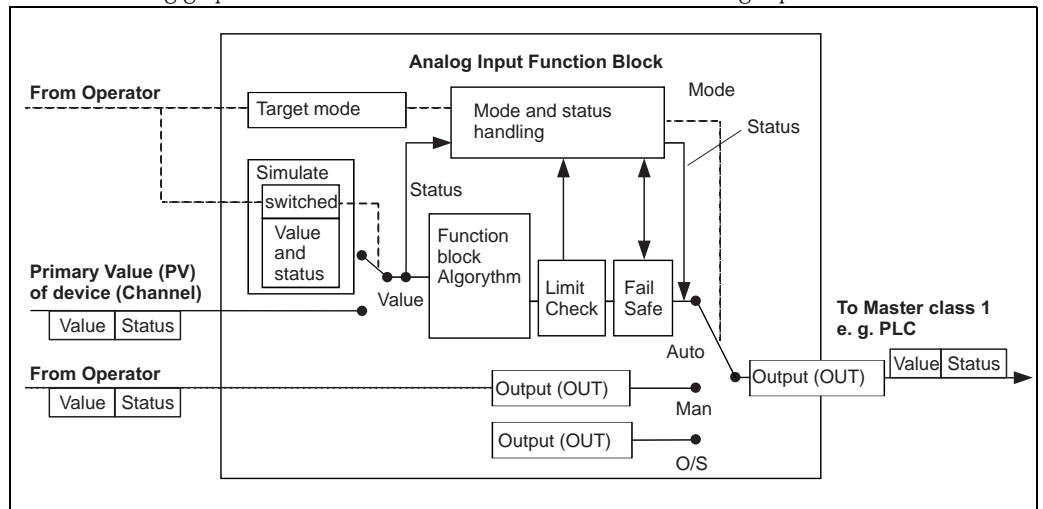 Analog Input Function Block
From Operator
Target mode
Mode and status
handling
Mode
Status
Simulate
switched
Value
and
status
Status
Function
block
Algorythm
Limit
Check
Fail
Safe
Value
Primary Value (PV)
of device (Channel)
Value Status
Auto
To Master class 1
e. g. PLC
Output (OUT)
Value Status
From Operator
Value Status
Output (OUT)
Man
Output (OUT)
O/S